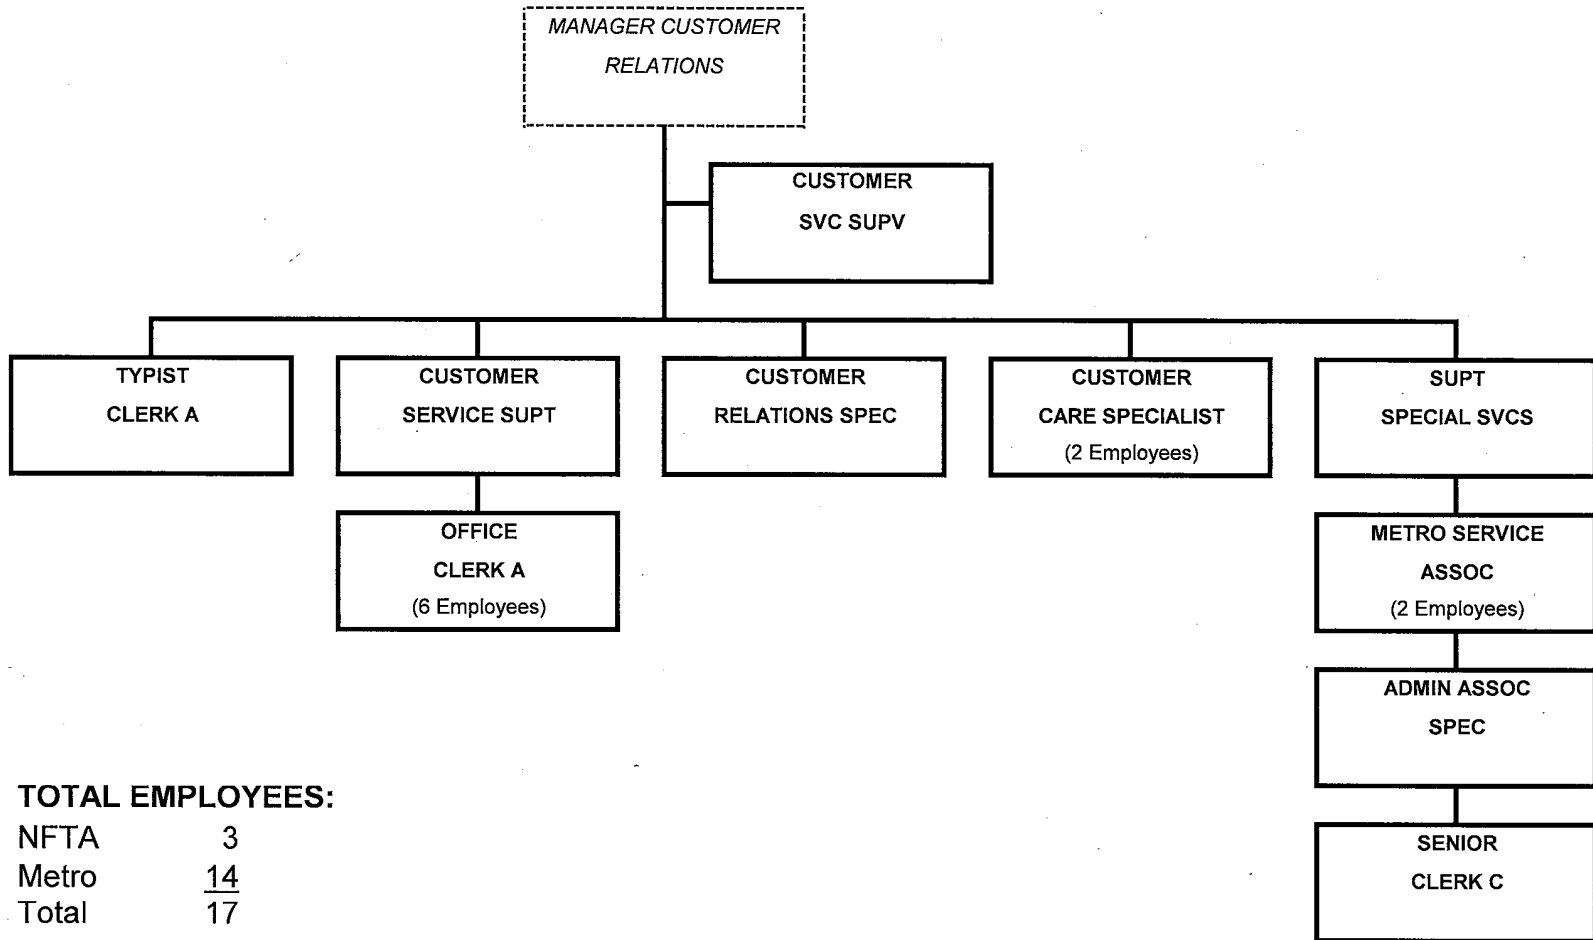 MANAGER CUSTOMER
RELATIONS
CUSTOMER
SVC SUPV
TYPIST
CLERK A
CUSTOMER
SERVICE SUPT
CUSTOMER
RELATIONS SPEC
CUSTOMER
CARE SPECIALIST
(2 Employees)
SUPT
SPECIAL SVCS
OFFICE
CLERK A
(6 Employees)
METRO SERVICE
ASSOC
(2 Employees)
ADMIN ASSOC
SPEC
SENIOR
CLERK C
TOTAL EMPLOYEES:
NFTA 3
Metro 14
Total 17